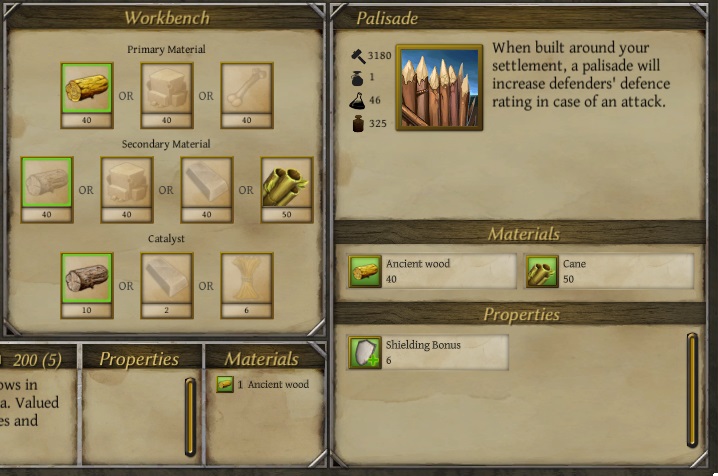 Workbench
Primary Material
OR OR
40 40 40
Secondary Material
OR OR OR
40 40 40 50
Catalyst
OR OR
10 2 6
200 (5)
ows in
a. Valued
es and
Properties
Materials
1 Ancient wood
Palisade
3180
1
46
325
When built around your
settlement, a palisade will
increase defenders' defence
rating in case of an attack.
Materials
Ancient wood
40
Cane
50
Properties
Shielding Bonus
6